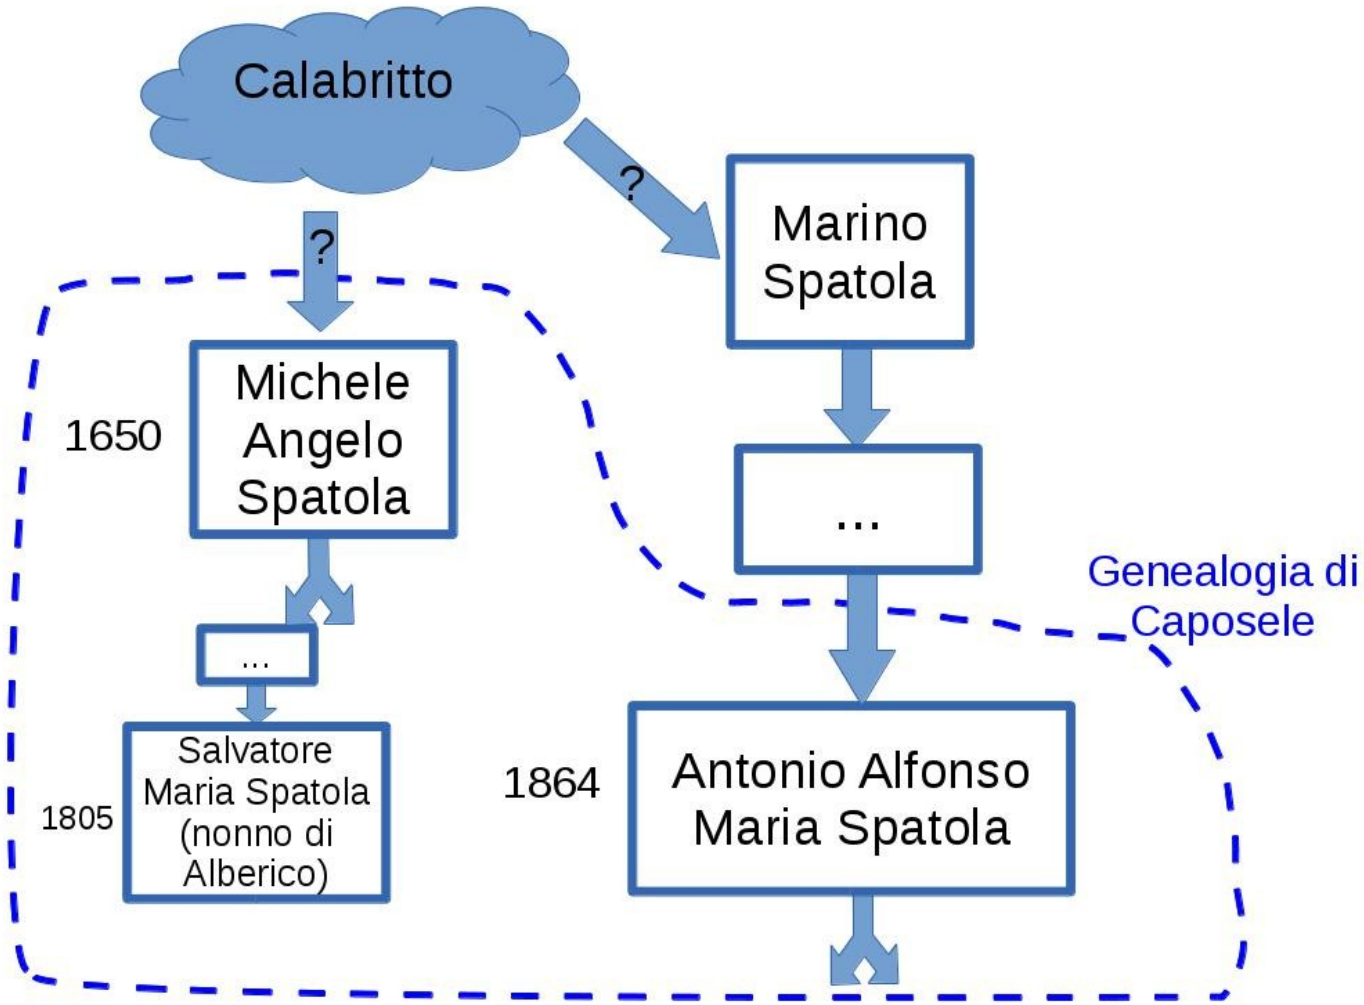 Calabritto
?
?
Marino
Spatola
1650
Michele
Angelo
Spatola
...
Genealogia di
Caposele
...
1805
Salvatore
Maria Spatola
(nonno di
Alberico)
1864
Antonio Alfonso
Maria Spatola